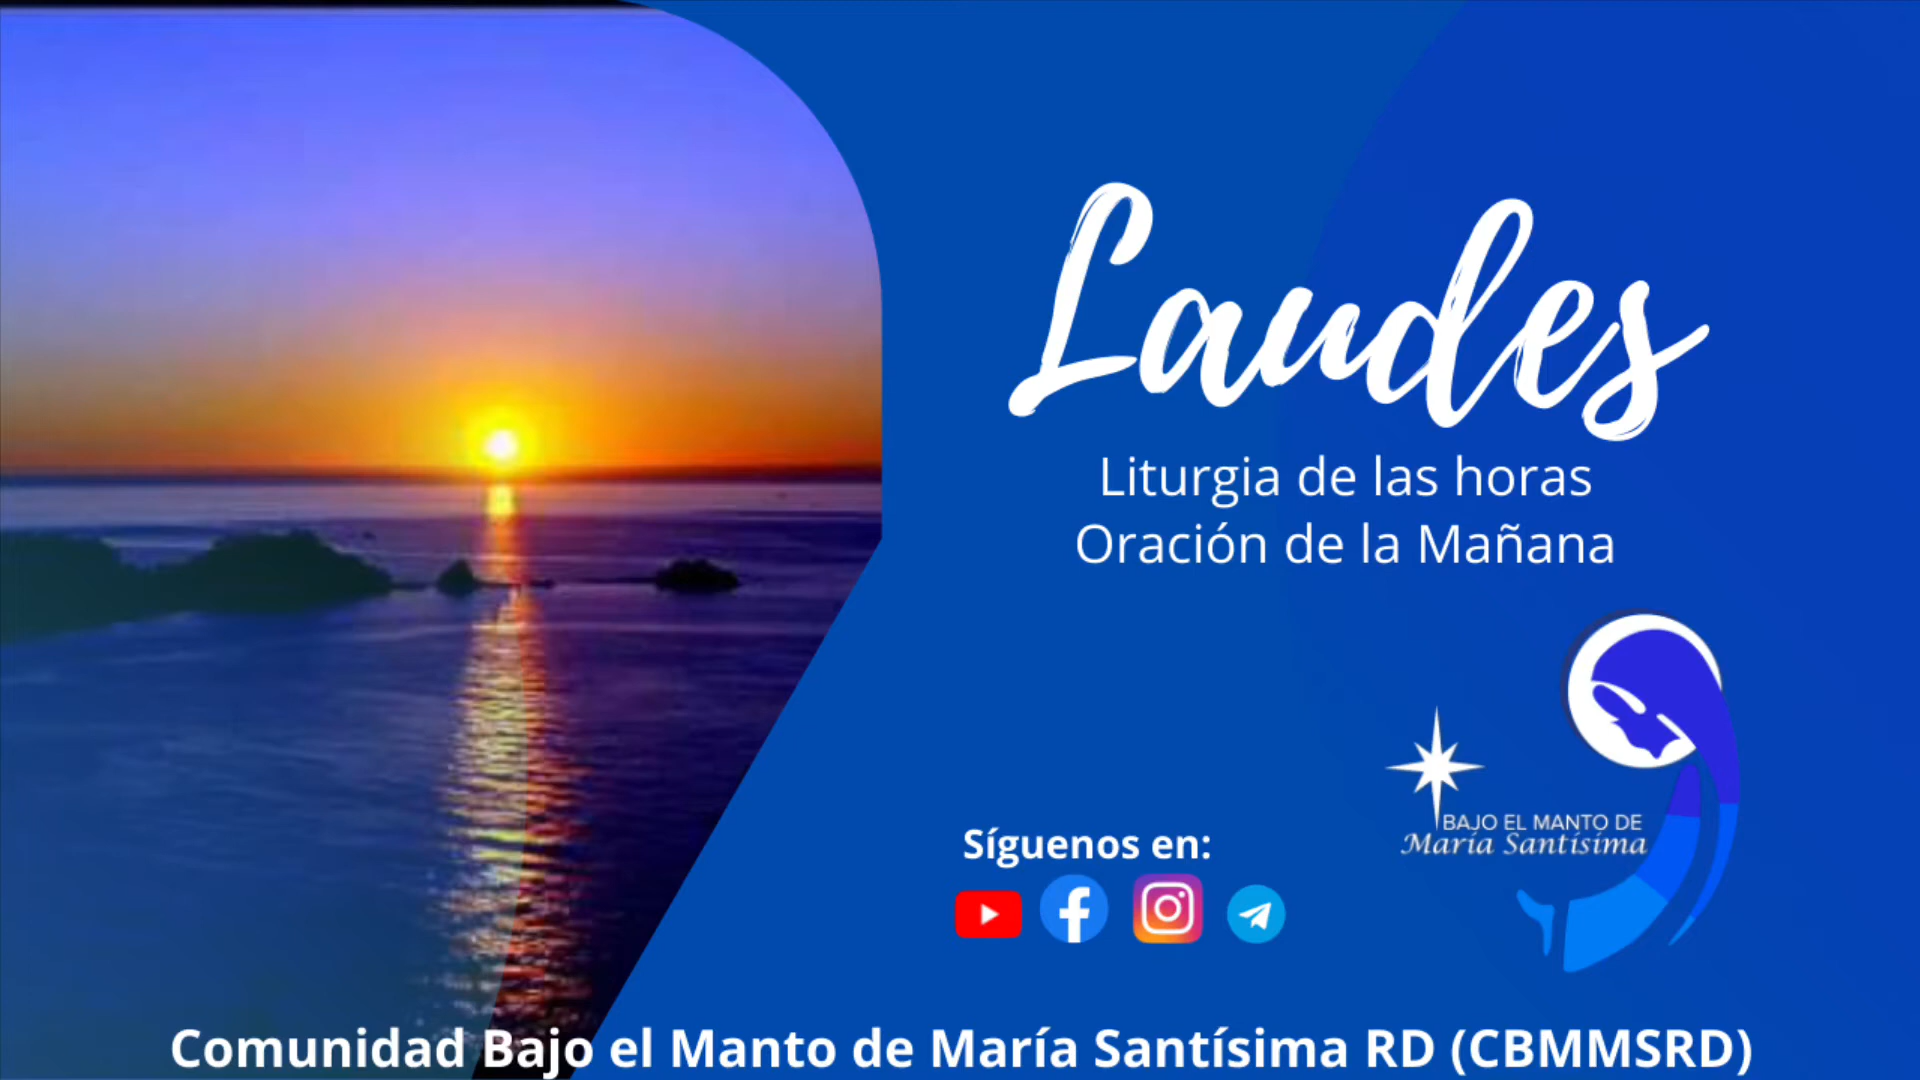 Laudes
Liturgia de las horas
Oración de la Mañana
BAJO EL MANTO DE
María Santísima
Síguenos en:
Comunidad Bajo el Manto de María Santísima RD (CBMMSRD)